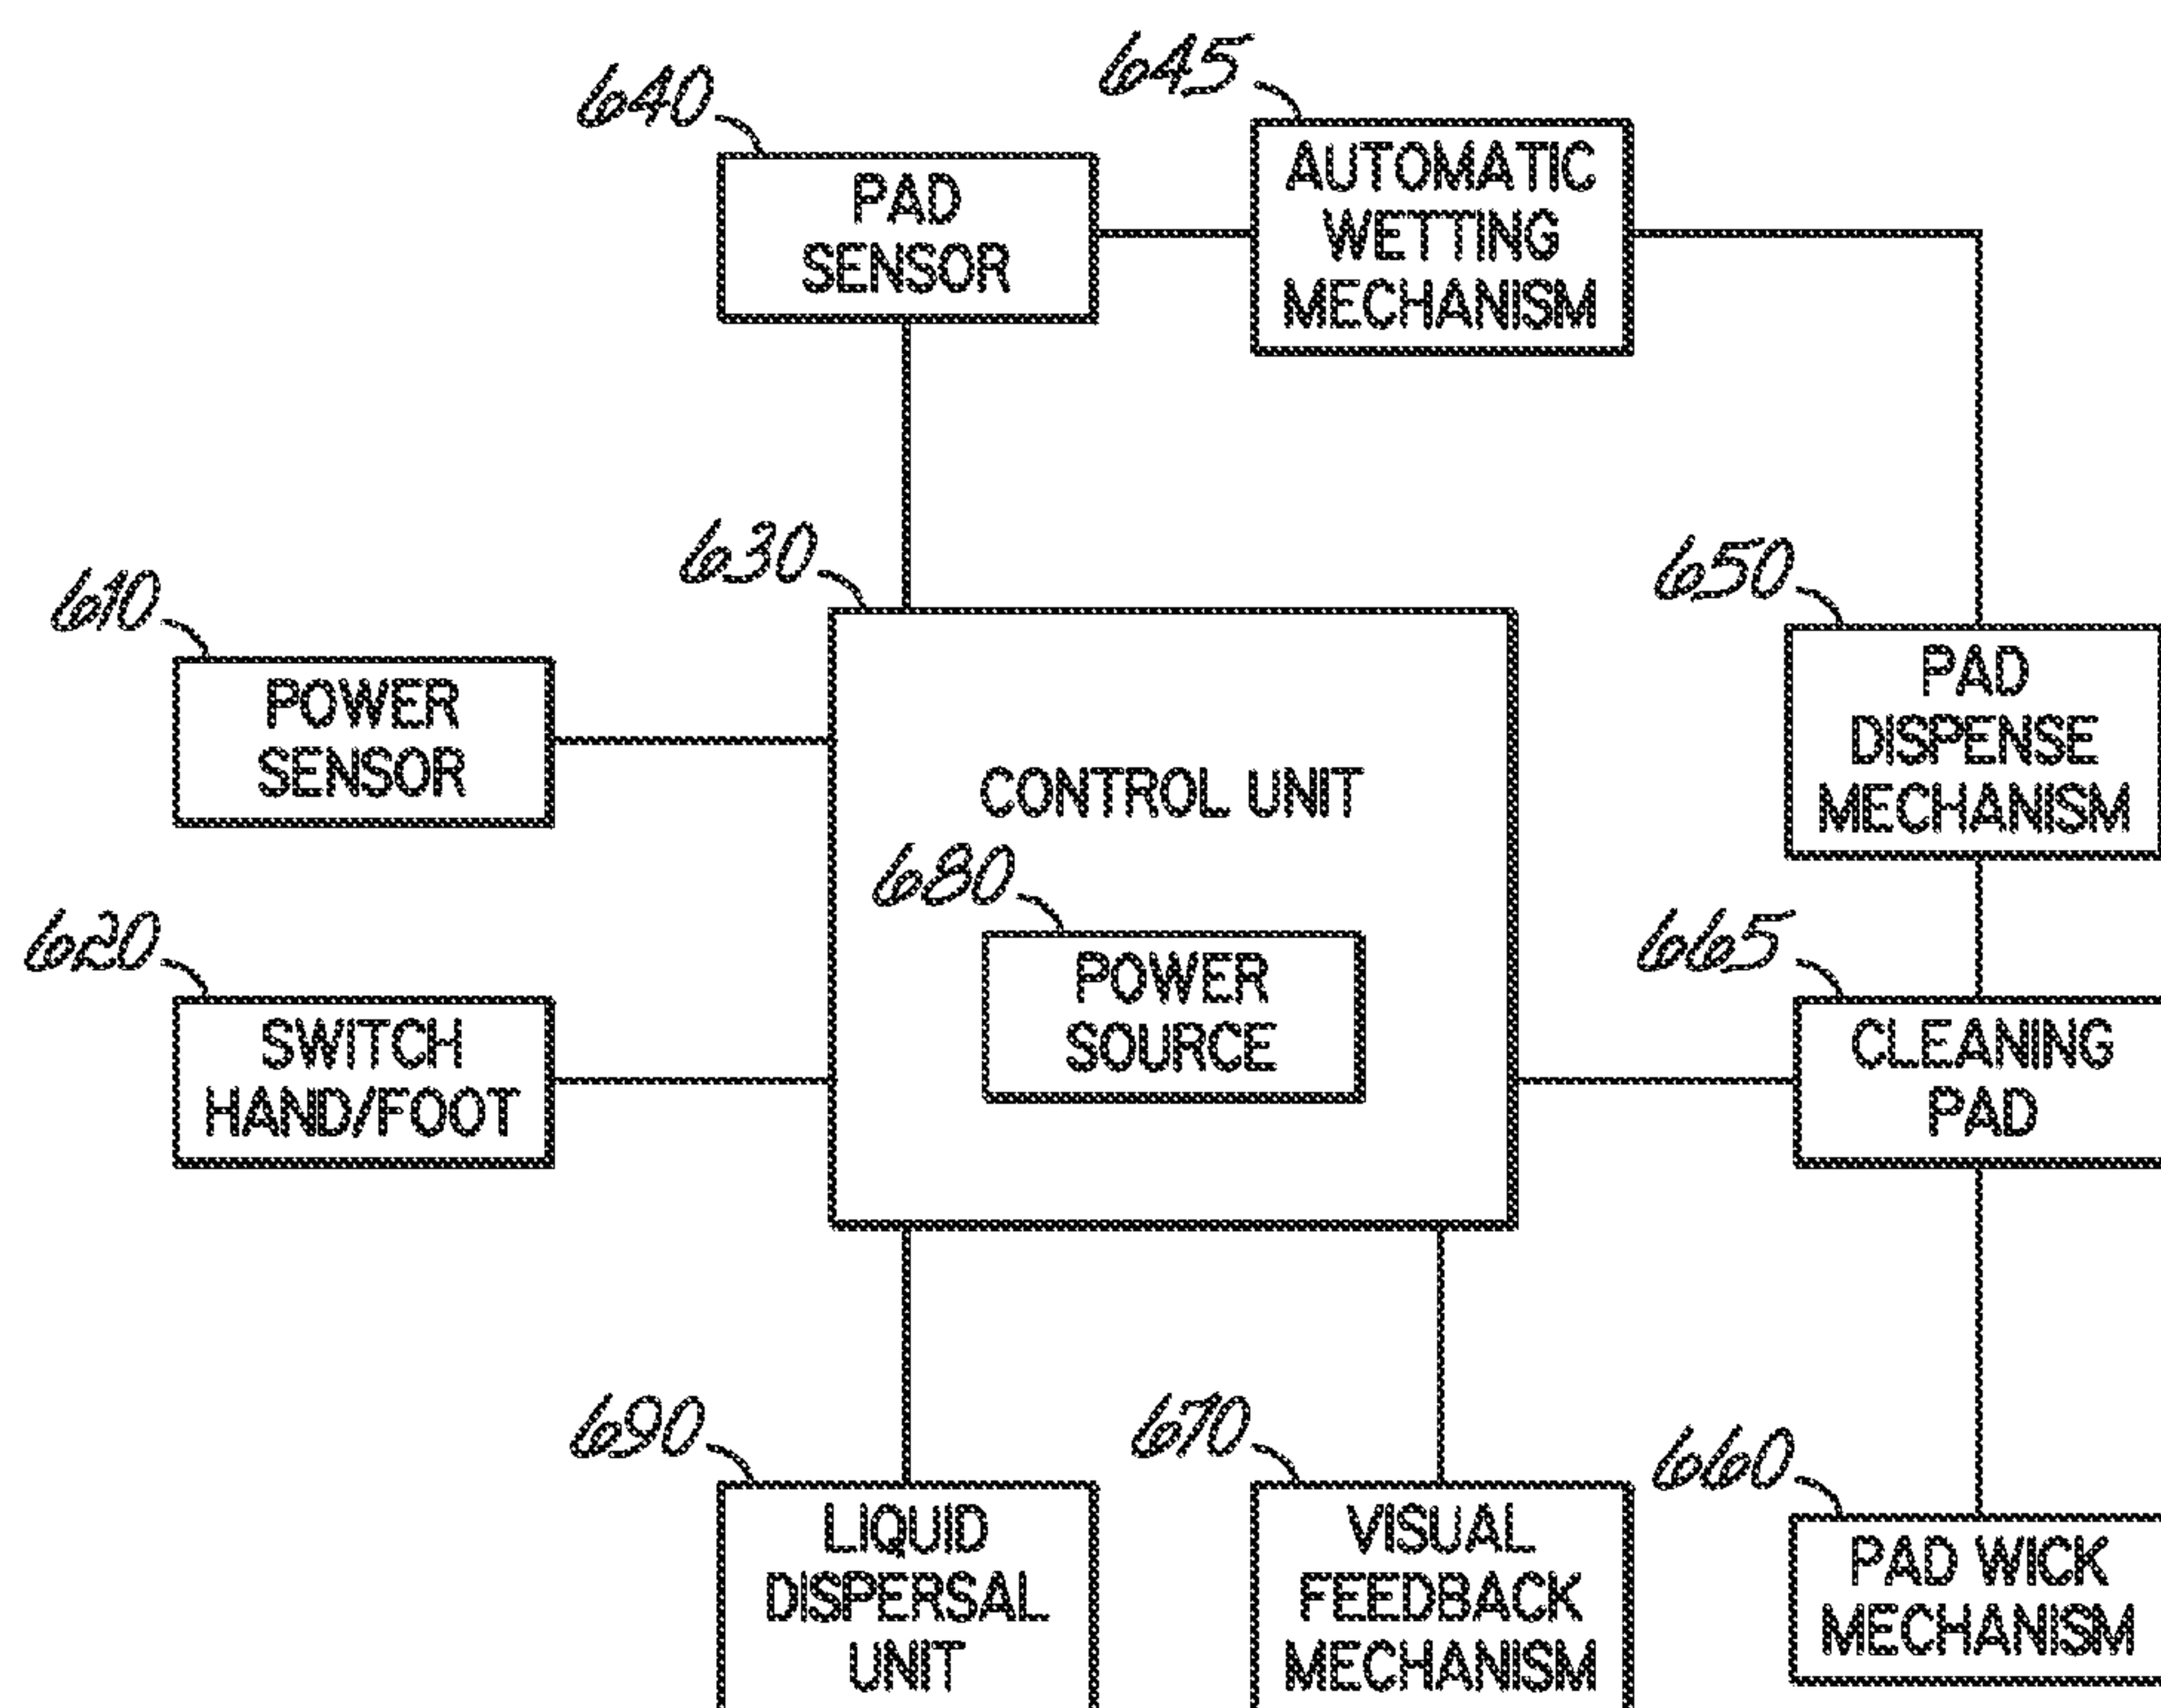 645
640
AUTOMATIC
WETTING
MECHANISM
PAD
SENSOR
630
650
610
PAD
DISPENSE
MECHANISM
POWER
SENSOR
CONTROL UNIT
680
POWER
SOURCE
620
SWITCH
HAND/FOOT
665
CLEANING
PAD
690
LIQUID
DISPERSAL
UNIT
670
VISUAL
FEEDBACK
MECHANISM
660
PAD WICK
MECHANISM